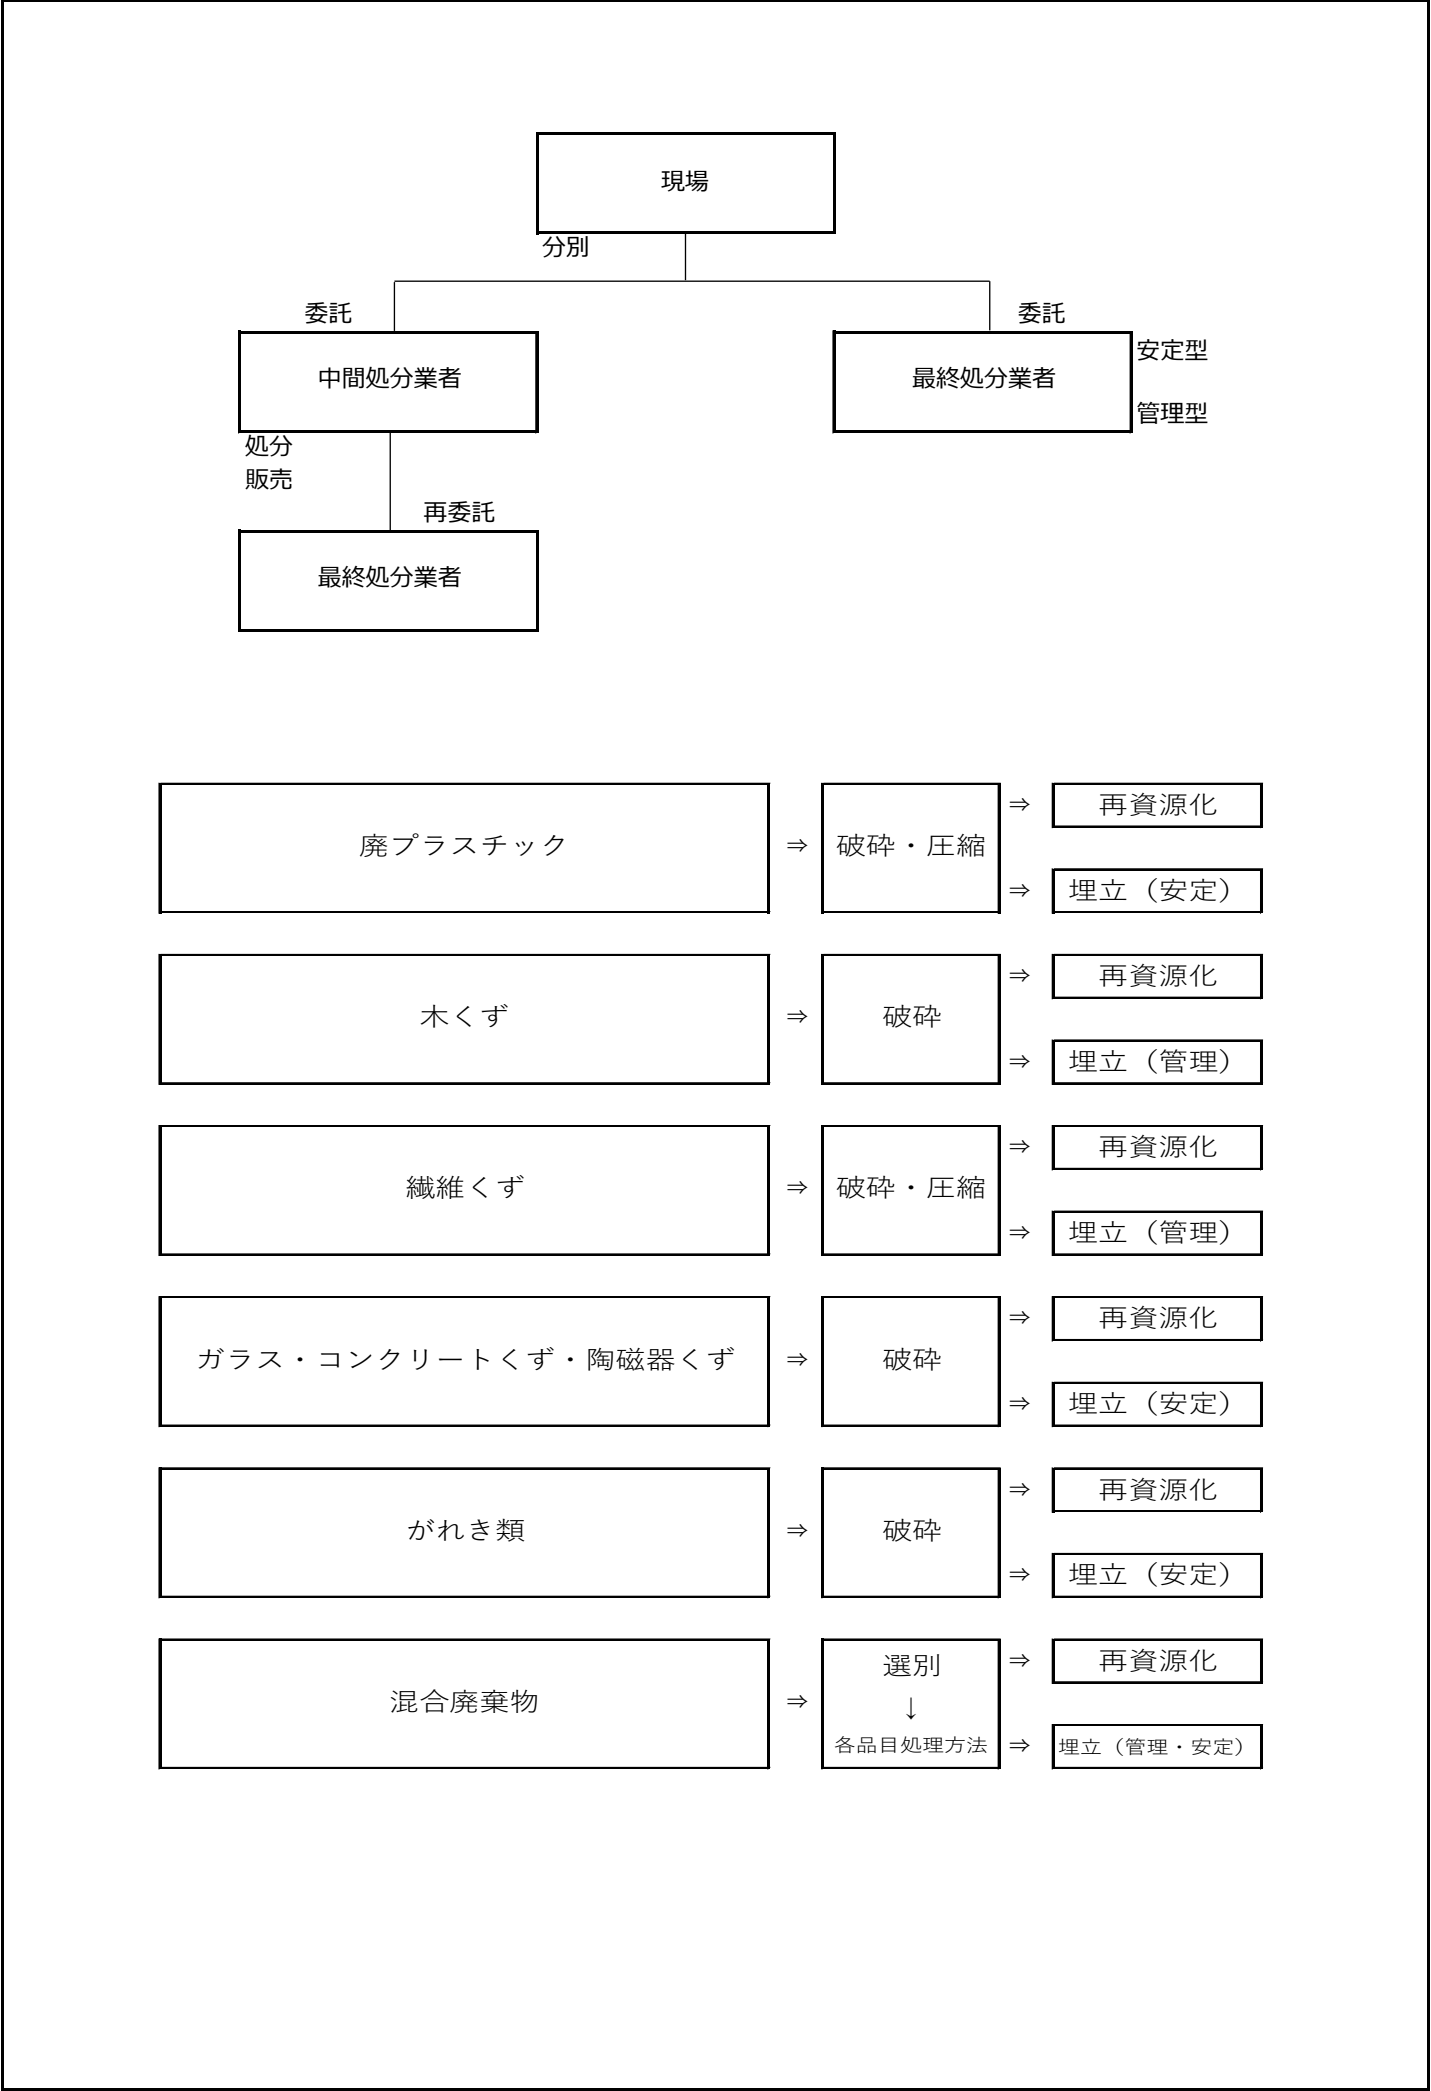 現場
分別
委託
委託
中間処分業者
最終処分業者
安定型
管理型
処分
販売
再委託
最終処分業者
廃プラスチック ⇒ 破砕・圧縮 ⇒ 再資源化
⇒ 埋立（安定）
木くず ⇒ 破砕 ⇒ 再資源化
⇒ 埋立（管理）
繊維くず ⇒ 破砕・圧縮 ⇒ 再資源化
⇒ 埋立（管理）
ガラス・コンクリートくず・陶磁器くず ⇒ 破砕 ⇒ 再資源化
⇒ 埋立（安定）
がれき類 ⇒ 破砕 ⇒ 再資源化
⇒ 埋立（安定）
混合廃棄物 ⇒ 選別 ⇒ 再資源化
↓
各品目処理方法 ⇒ 埋立（管理・安定）